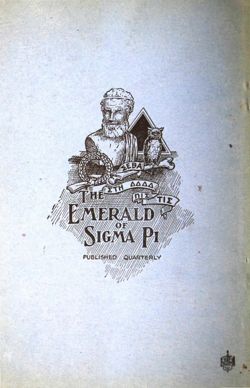 THE
EMERALD
OF
SIGMA PI
PUBLISHED QUARTERLY